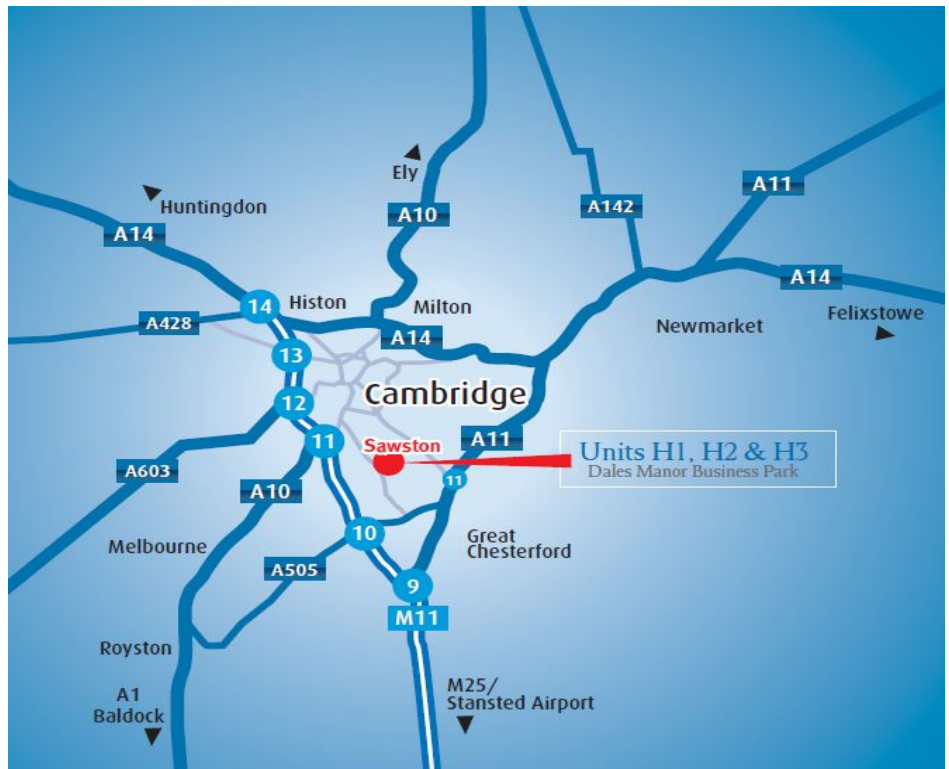 Ely
Huntingdon
A14
A10
A142
A11
A14
Felixstowe
14
Histon
Milton
A428
A14
Newmarket
13
Cambridge
12
11
Sawston
A11
Units H1, H2 & H3
Dales Manor Business Park
A603
A10
11
Melbourne
10
Great
Chesterford
A505
9
M11
Royston
A1
Baldock
M25/
Stansted Airport